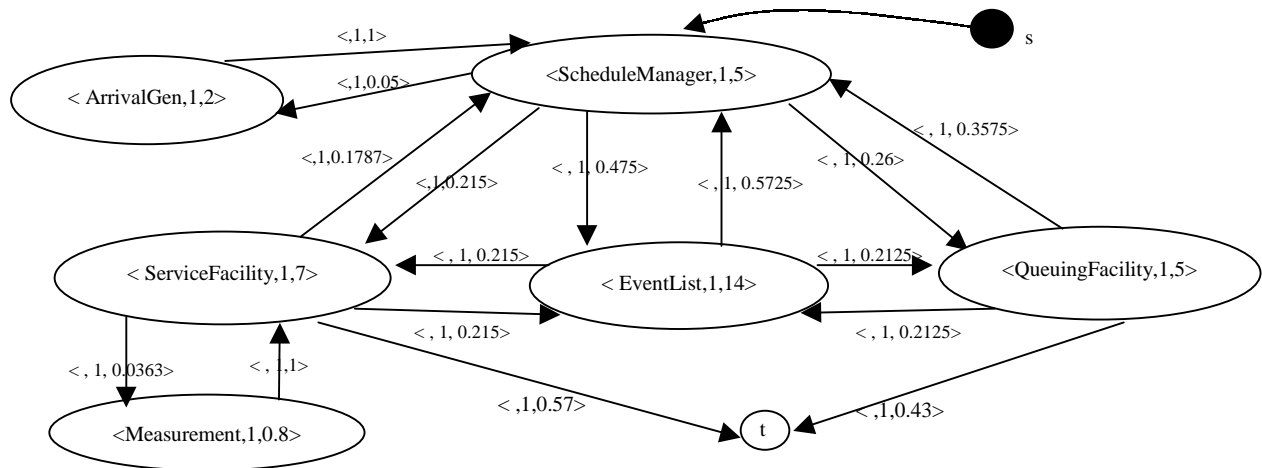 s
<,1,1>
<ScheduleManager,1,5>
<,1,0.05>
< ArrivalGen,1,2>
< , 1, 0.3575>
<,1,0.1787>
< , 1, 0.26>
< , 1, 0.475>
<,1,0.215>
< , 1, 0.5725>
< , 1, 0.215>
< , 1, 0.2125>
< ServiceFacility,1,7>
<QueuingFacility,1,5>
< EventList,1,14>
< , 1, 0.215>
< , 1, 0.2125>
< , 1, 0.0363>
< , 1,1>
< ,1,0.57>
< ,1,0.43>
t
<Measurement,1,0.8>